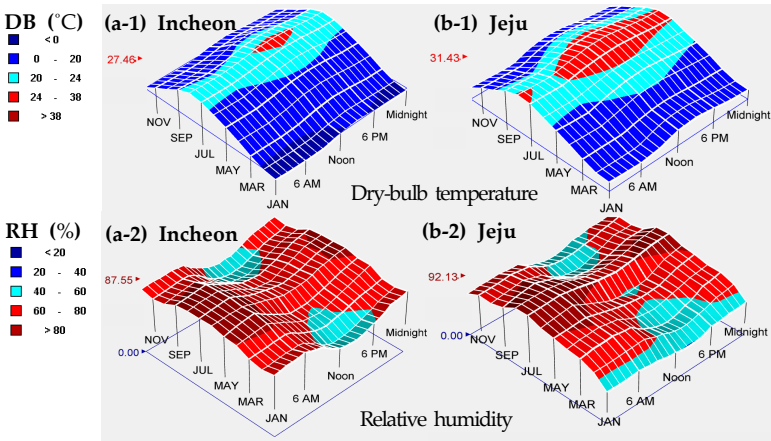 DB (°C)
< 0
0 - 20
20 - 24
24 - 38
> 38
(a-1) Incheon
27.46
NOV
SEP
JUL
MAY
MAR
JAN
6 AM
Noon
6 PM
Midnight
(b-1) Jeju
31.43
NOV
SEP
JUL
MAY
MAR
JAN
6 AM
Noon
6 PM
Midnight
Dry-bulb temperature
RH (%)
< 20
20 - 40
40 - 60
60 - 80
> 80
(a-2) Incheon
87.55
0.00
NOV
SEP
JUL
MAY
MAR
JAN
6 AM
Noon
6 PM
Midnight
(b-2) Jeju
92.13
0.00
NOV
SEP
JUL
MAY
MAR
JAN
6 AM
Noon
6 PM
Midnight
Relative humidity